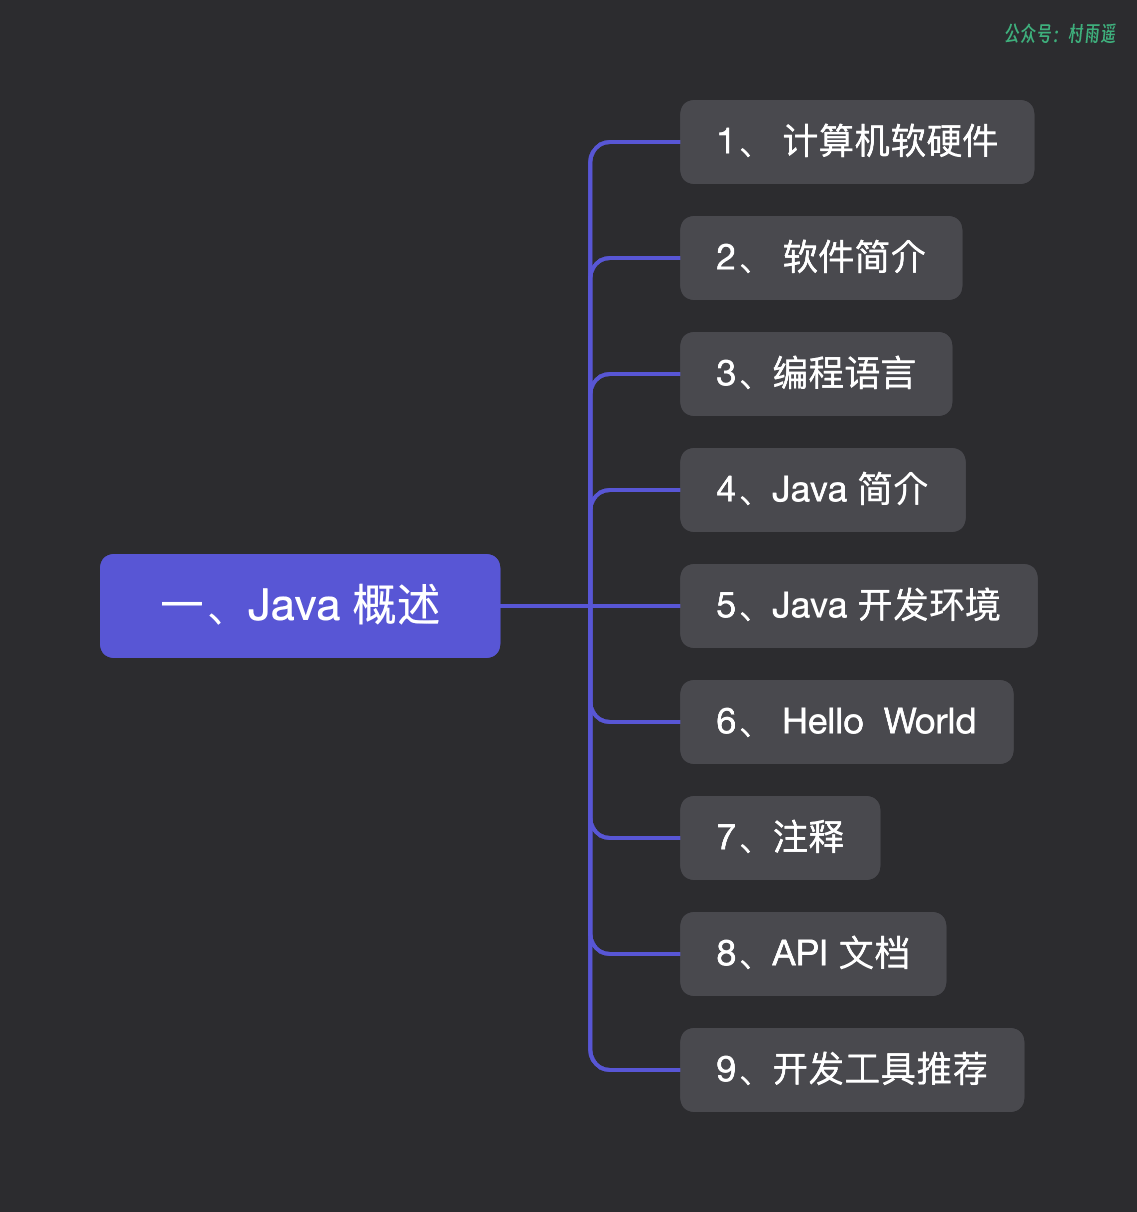 公众号：村雨遥
1、 计算机软硬件
2、 软件简介
3、编程语言
4、Java 简介
一、Java 概述
5、Java 开发环境
6、 Hello  World
7、注释
8、API 文档
9、开发工具推荐